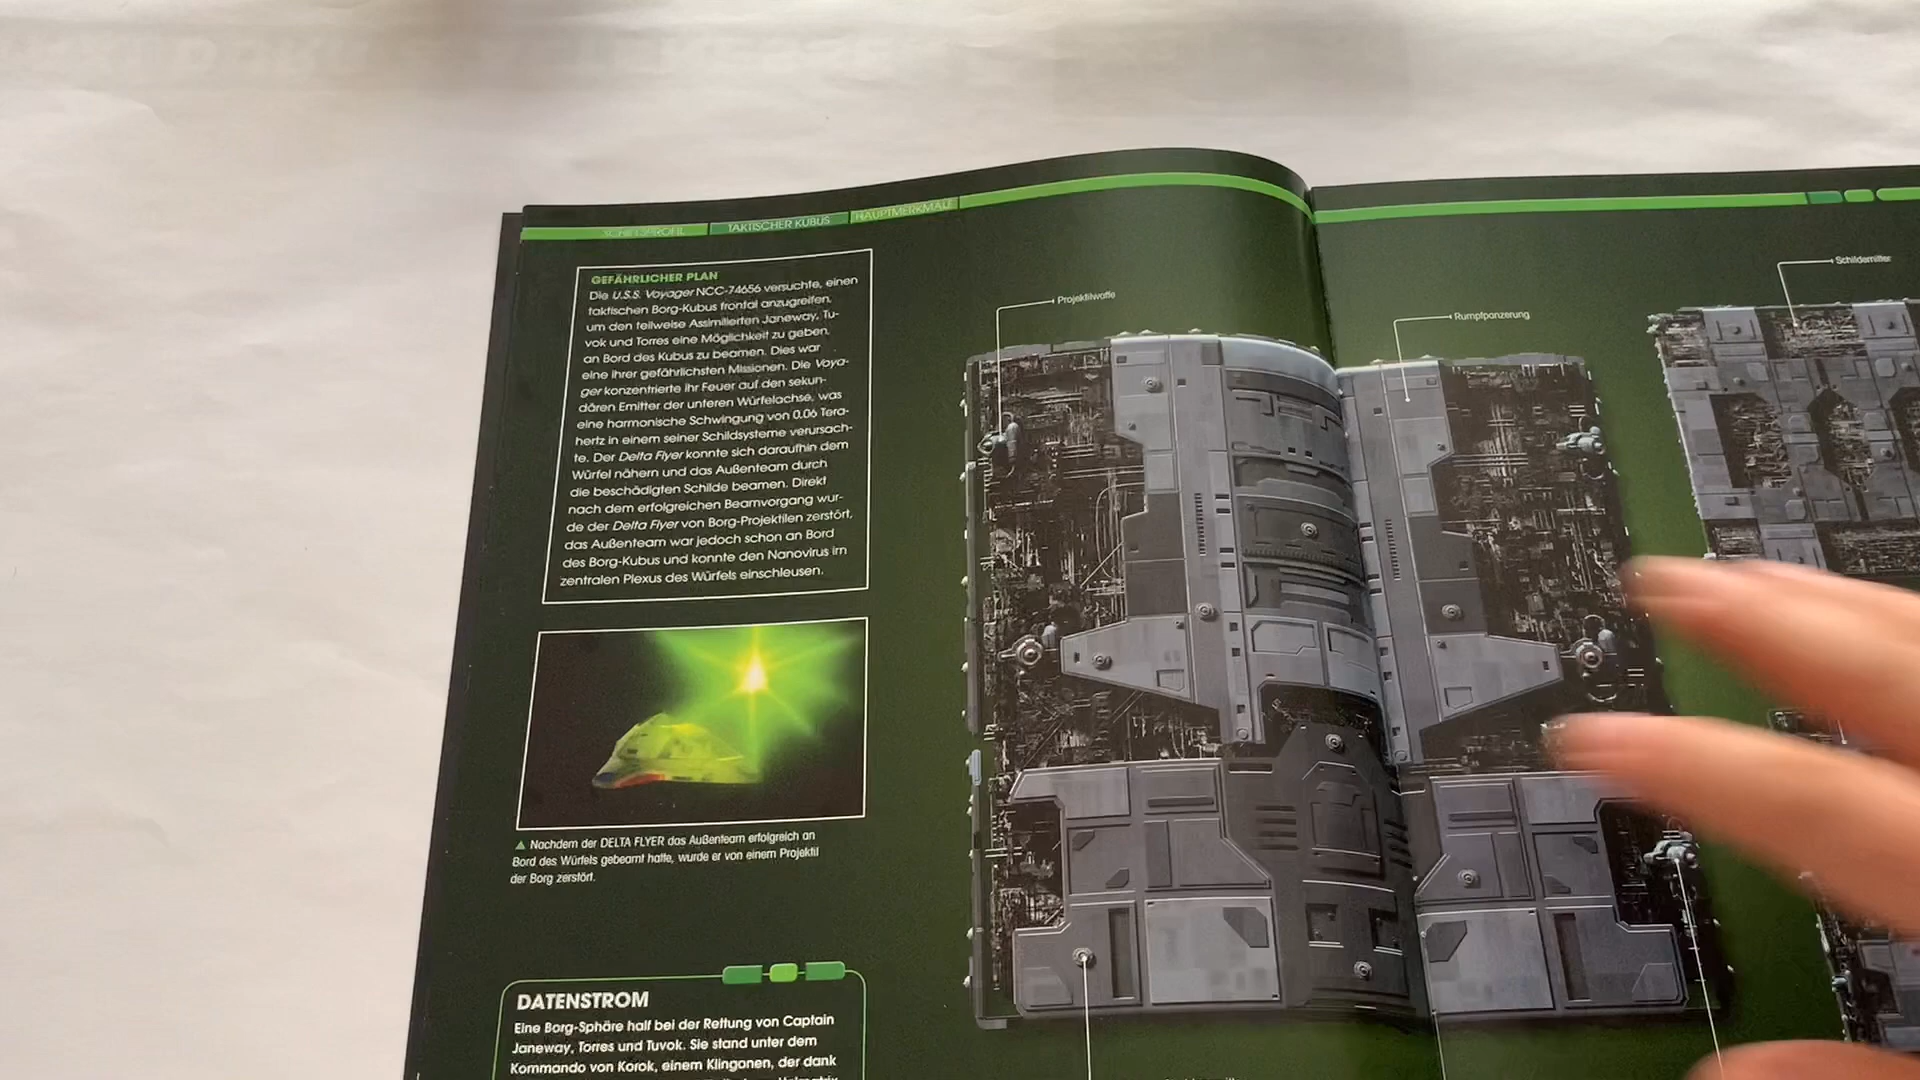 SCHIFFSPROFIL
TAKTISCHER KUBUS
HAUPTMERKMALE
GEFÄHRLICHER PLAN
Die U.S.S. Voyager NCC-74656 versuchte, einen
taktischen Borg-Kubus frontal anzugreifen,
um den teilweise Assimilierten Janeway, Tu-
vok und Torres eine Möglichkeit zu geben,
an Bord des Kubus zu beamen. Dies war
eine ihrer gefährlichsten Missionen. Die Voya-
ger konzentrierte ihr Feuer auf den sekun-
dären Emitter der unteren Würfelachse, was
eine harmonische Schwingung von 0,06 Tera-
hertz in einem seiner Schildsysteme verursach-
te. Der Delta Flyer konnte sich daraufhin dem
Würfel nähern und das Außenteam durch
die beschädigten Schilde beamen. Direkt
nach dem erfolgreichen Beamvorgang wur-
de der Delta Flyer von Borg-Projektilen zerstört,
das Außenteam war jedoch schon an Bord
des Borg-Kubus und konnte den Nanovirus im
zentralen Plexus des Würfels einschleusen.
▲ Nachdem der DELTA FLYER das Außenteam erfolgreich an
Bord des Würfels gebeamt hatte, wurde er von einem Projektil
der Borg zerstört.
DATENSTROM
Eine Borg-Sphäre half bei der Rettung von Captain
Janeway, Torres und Tuvok. Sie stand unter dem
Kommando von Korok, einem Klingonen, der dank
Projektilwaffe
Rumpfpanzerung
Schildemitter